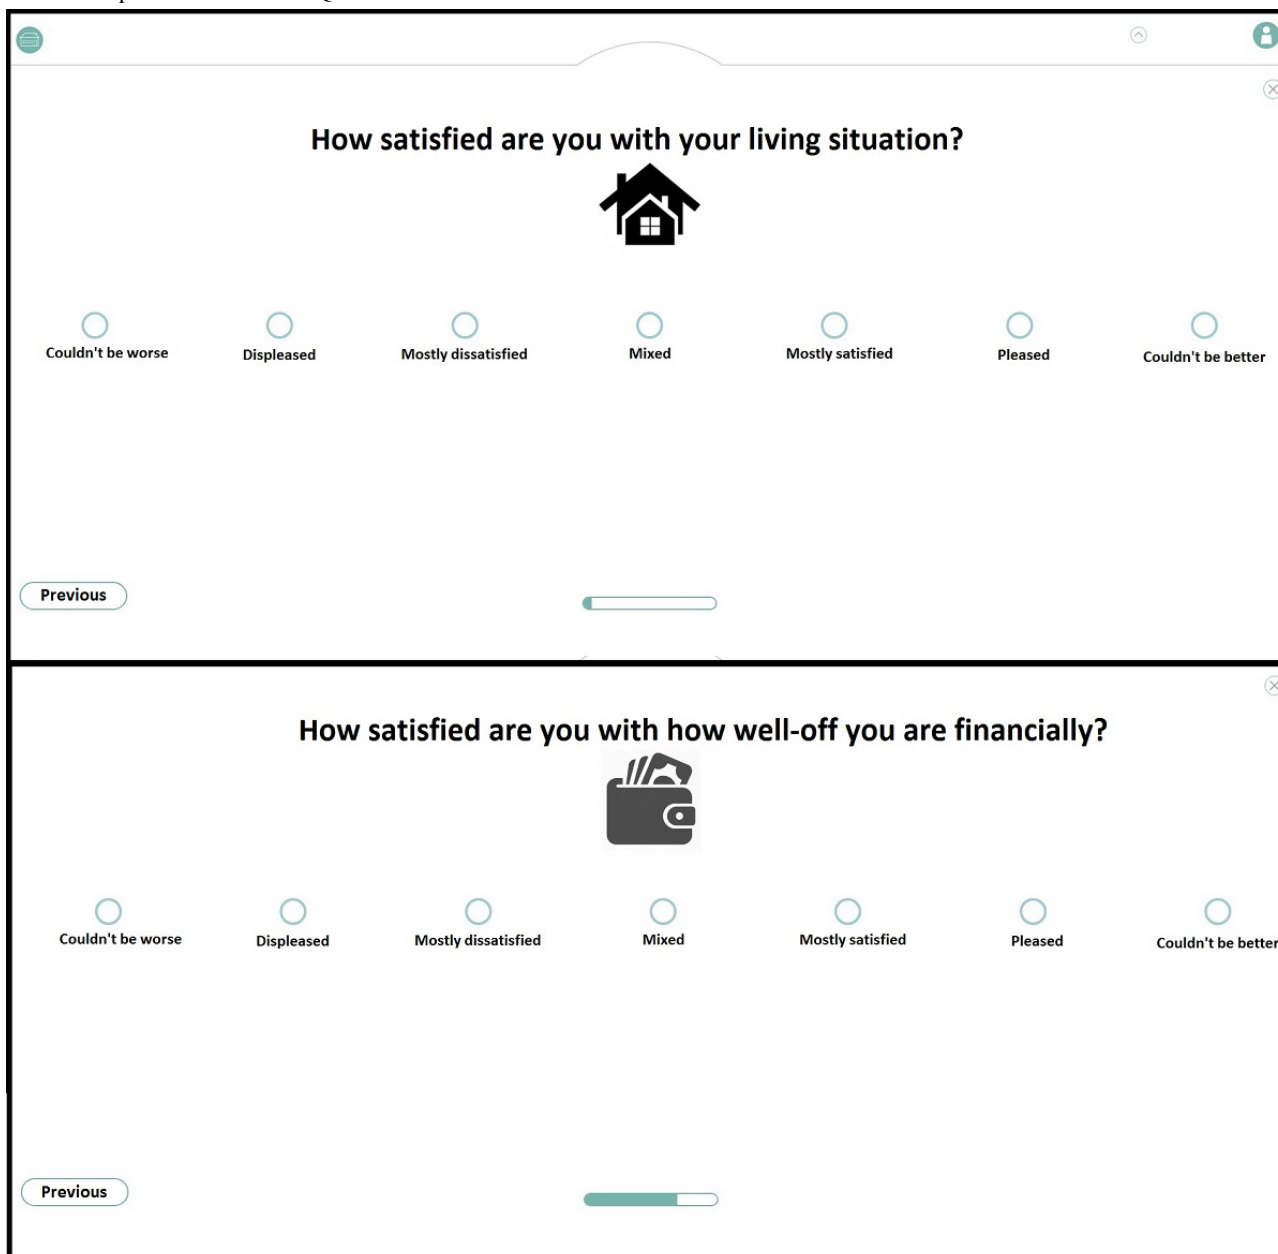 How satisfied are you with your living situation?
Couldn't be worse Displeased Mostly dissatisfied Mixed Mostly satisfied Pleased Couldn't be better
Previous
How satisfied are you with how well-off you are financially?
Couldn't be worse Displeased Mostly dissatisfied Mixed Mostly satisfied Pleased Couldn't be better
Previous